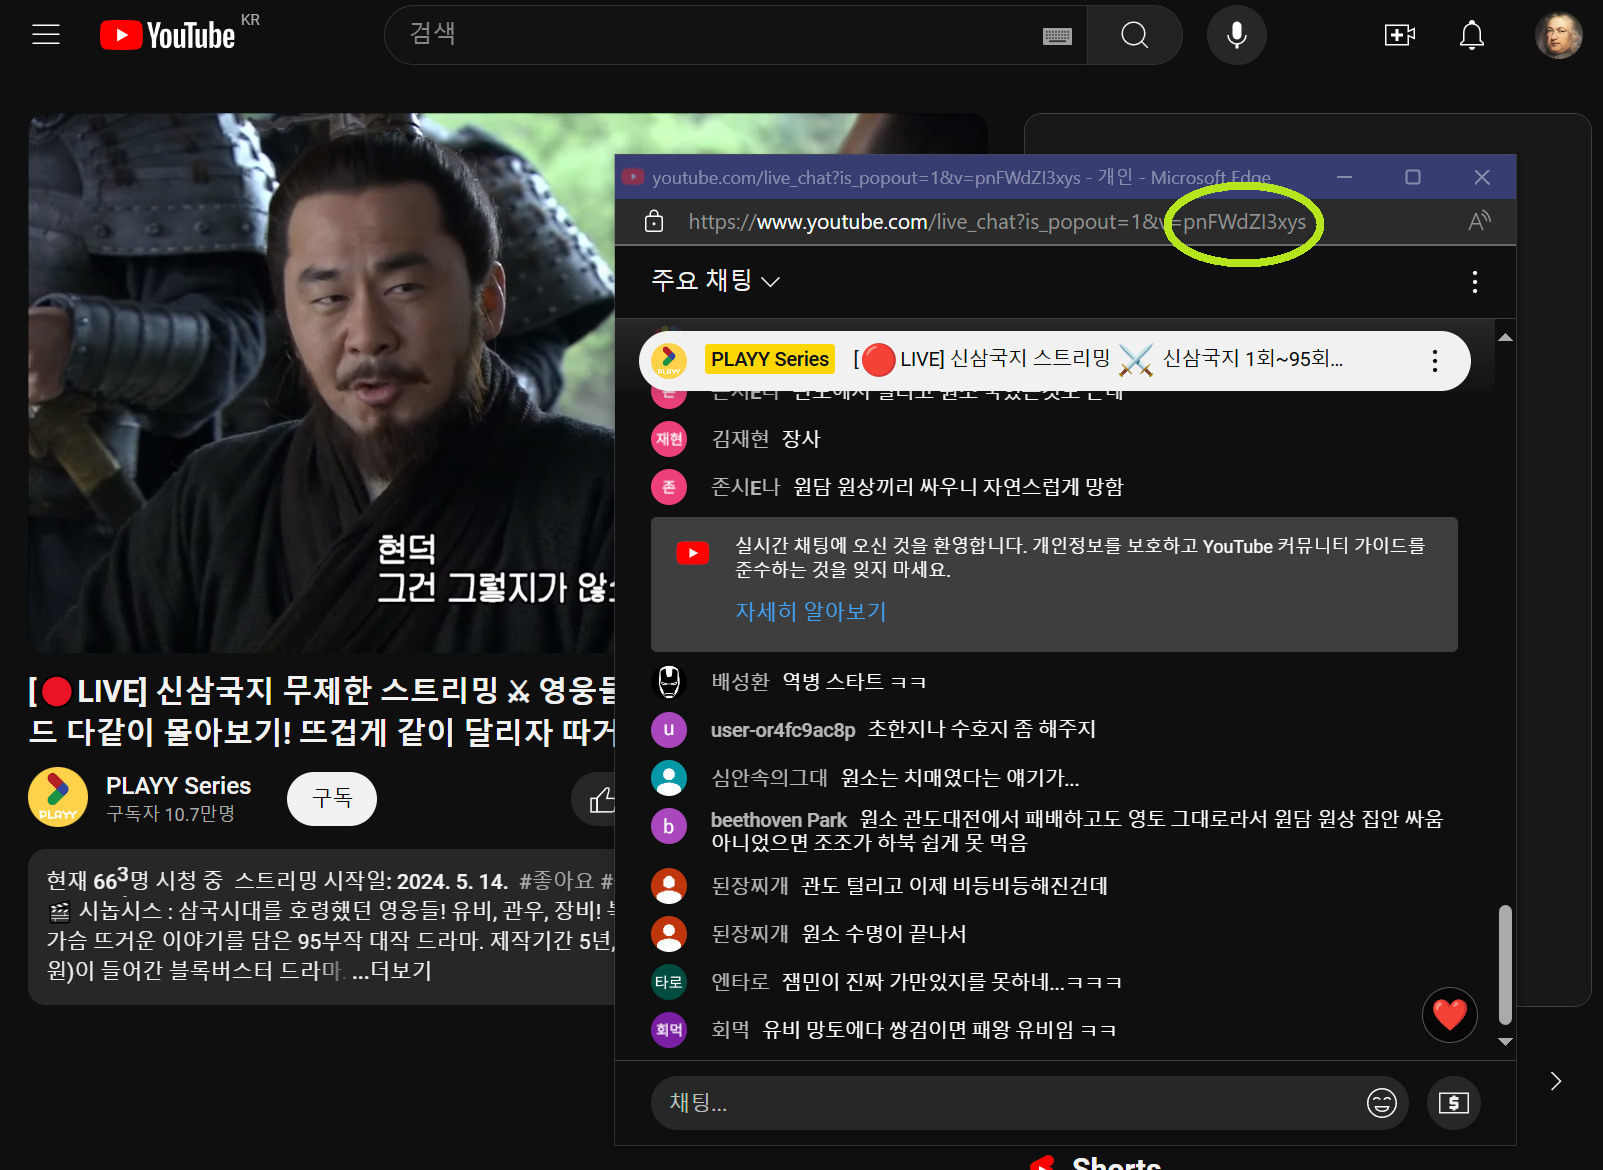 YouTube KR
검색
현덕
그건 그렇지가 않
[🔴LIVE] 신삼국지 무제한 스트리밍 ⚔ 영웅들
드 다같이 몰아보기! 뜨겁게 같이 달리자 따거
PLAYY Series
구독자 10.7만명
구독
현재 663명 시청 중 스트리밍 시작일: 2024. 5. 14. #좋아요 #
🎬 시놉시스 : 삼국시대를 호령했던 영웅들! 유비, 관우, 장비!
가슴 뜨거운 이야기를 담은 95부작 대작 드라마. 제작기간 5년,
원)이 들어간 블록버스터 드라마. ...더보기
youtube.com/live_chat?is_popout=1&v=pnFWdZI3xys - 개인 - Microsoft Edge
https://www.youtube.com/live_chat?is_popout=1&v=pnFWdZI3xys
주요 채팅
PLAYY Series [🔴LIVE] 신삼국지 스트리밍 ⚔️ 신삼국지 1회~95회...
재현 김재현 장사
존 존시E나 원담 원상끼리 싸우니 자연스럽게 망함
실시간 채팅에 오신 것을 환영합니다. 개인정보를 보호하고 YouTube 커뮤니티 가이드를
준수하는 것을 잊지 마세요.
자세히 알아보기
배성환 역병 스타트 ㅋㅋ
u user-or4fc9ac8p 초한지나 수호지 좀 해주지
심안속의그대 원소는 치매였다는 얘기가...
b beethoven Park 원소 관도대전에서 패배하고도 영토 그대로라서 원담 원상 집안 싸움
아니었으면 조조가 하북 쉽게 못 먹음
된장찌개 관도 털리고 이제 비등비등해진건데
된장찌개 원소 수명이 끝나서
타로 엔타로 잼민이 진짜 가만있지를 못하네...ㅋㅋㅋ
회먹 회먹 유비 망토에다 쌍검이면 패왕 유비임 ㅋㅋ
채팅...
Shorts